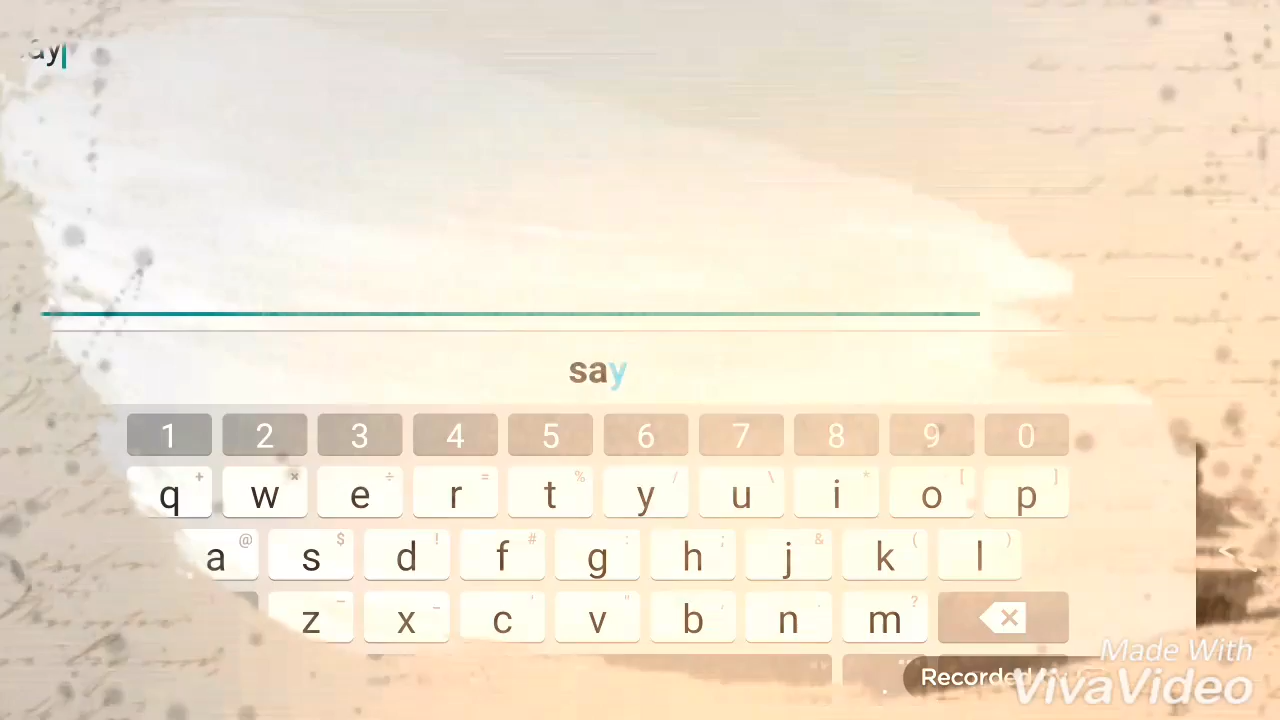 ay
say
1 2 3 4 5 6 7 8 9 0
q + w × e ÷ r = t % y / u \ i * o [ p ]
a @ s $ d ! f # g : h ; j & k ( l )
z – x _ c ' v " b , n . m ?
Recorded
Made With
VivaVideo